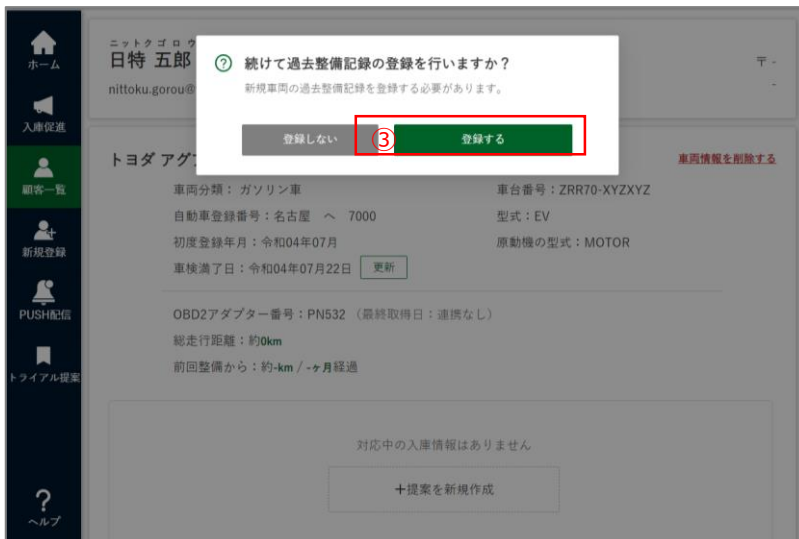 ホーム
入庫促進
顧客一覧
新規登録
PUSH配信
トライアル提案
?
ヘルプ
ニットクゴロウ
日特 五郎
nittoku.gorou@
〒 -
-
続けて過去整備記録の登録を行いますか？
新規車両の過去整備記録を登録する必要があります。
登録しない
③
登録する
トヨダ アグ
車両情報を削除する
車両分類： ガソリン車
車台番号：ZRR70-XYZXYZ
自動車登録番号：名古屋 へ 7000
型式：EV
初度登録年月：令和04年07月
原動機の型式：MOTOR
車検満了日：令和04年07月22日 更新
OBD2アダプター番号：PN532 （最終取得日：連携なし）
総走行距離：約0km
前回整備から：約-km / -ヶ月経過
対応中の入庫情報はありません
+提案を新規作成